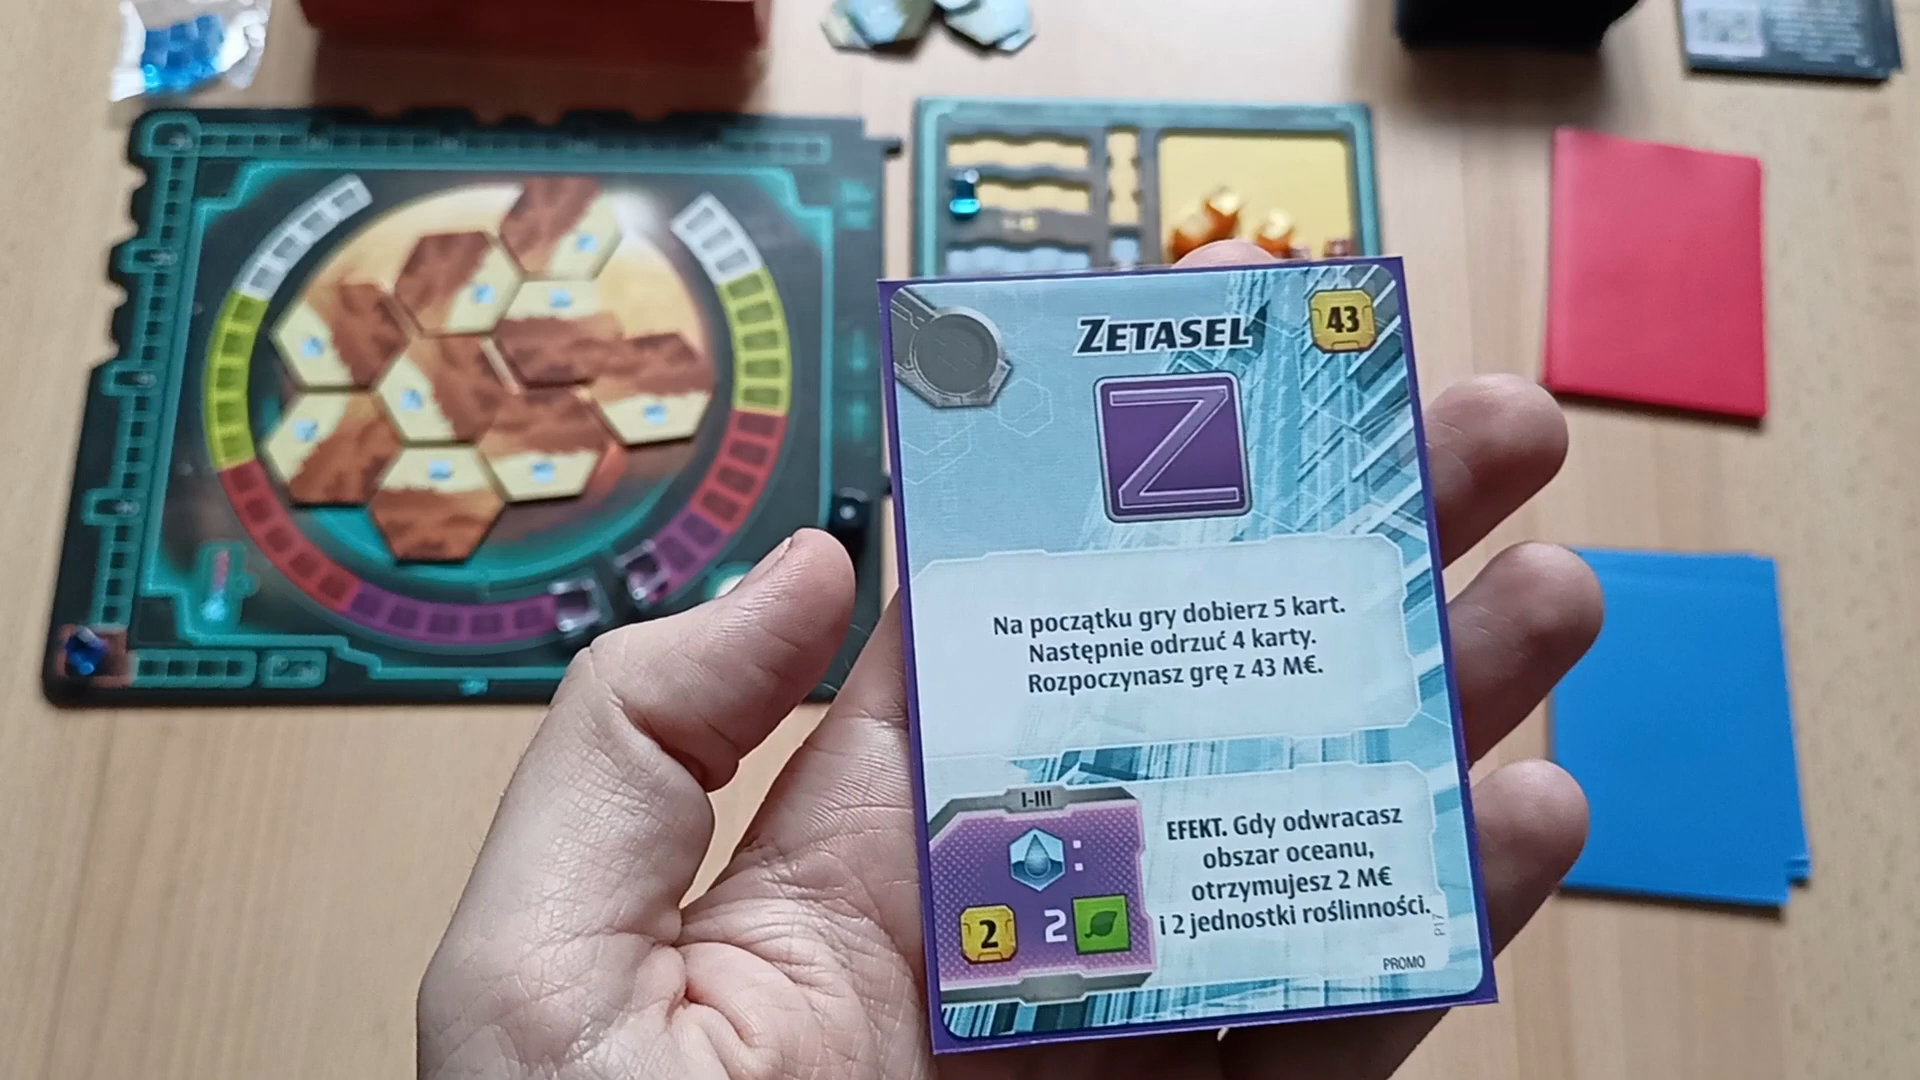 ZETASEL
43
Z
Na początku gry dobierz 5 kart.
Następnie odrzuć 4 karty.
Rozpoczynasz grę z 43 M€.
I-III
:
2
2
EFEKT. Gdy odwracasz
obszar oceanu,
otrzymujesz 2 M€
i 2 jednostki roślinności.
P17
PROMO